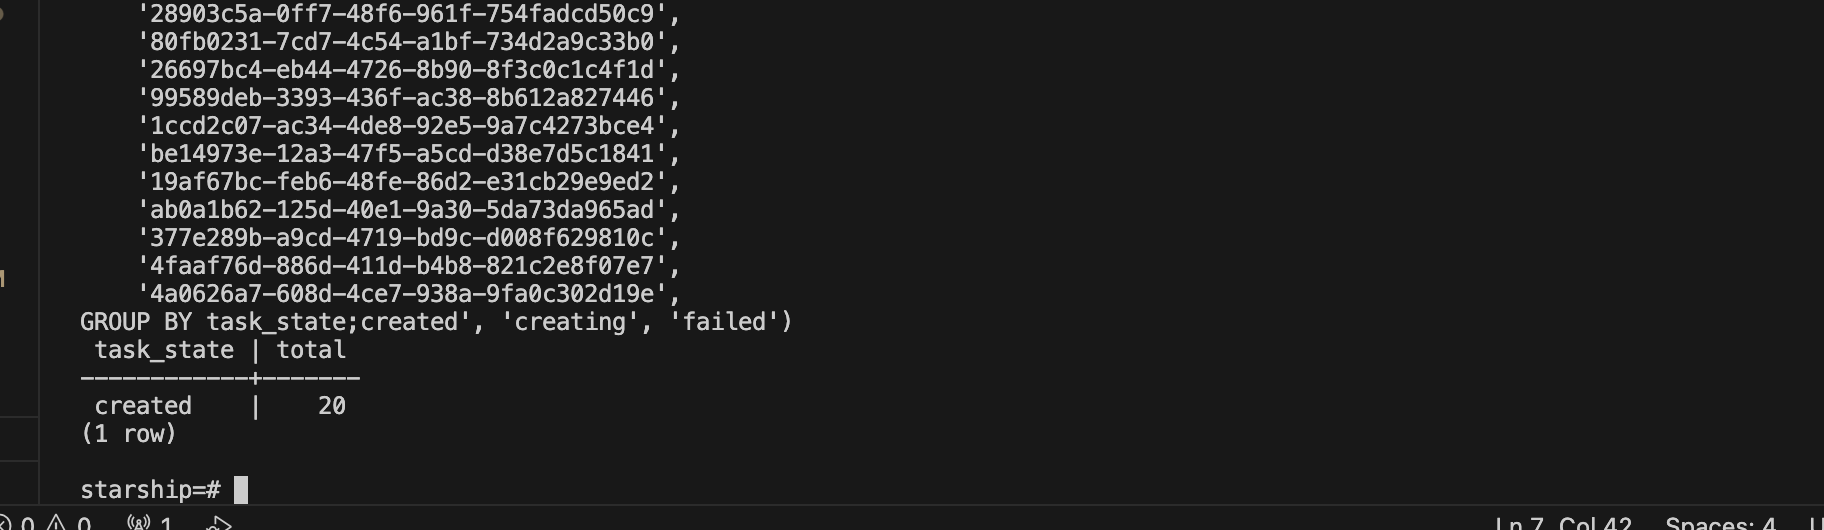 '28903c5a-0ff7-48f6-961f-754fadcd50c9',
'80fb0231-7cd7-4c54-a1bf-734d2a9c33b0',
'26697bc4-eb44-4726-8b90-8f3c0c1c4f1d',
'99589deb-3393-436f-ac38-8b612a827446',
'1ccd2c07-ac34-4de8-92e5-9a7c4273bce4',
'be14973e-12a3-47f5-a5cd-d38e7d5c1841',
'19af67bc-feb6-48fe-86d2-e31cb29e9ed2',
'ab0a1b62-125d-40e1-9a30-5da73da965ad',
'377e289b-a9cd-4719-bd9c-d008f629810c',
'4faaf76d-886d-411d-b4b8-821c2e8f07e7',
'4a0626a7-608d-4ce7-938a-9fa0c302d19e',
GROUP BY task_state;created', 'creating', 'failed')
task_state | total
------------+-------
created    |    20
(1 row)
starship=#
0 0 1 Ln 7, Col 42 Spaces: 4